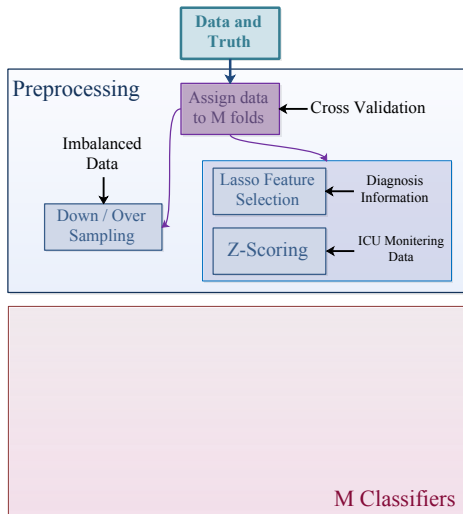 Data and
Truth
Preprocessing
Assign data
to M folds
Cross Validation
Imbalanced
Data
Down / Over
Sampling
Lasso Feature
Selection
Diagnosis
Information
Z-Scoring
ICU Monitering
Data
M Classifiers